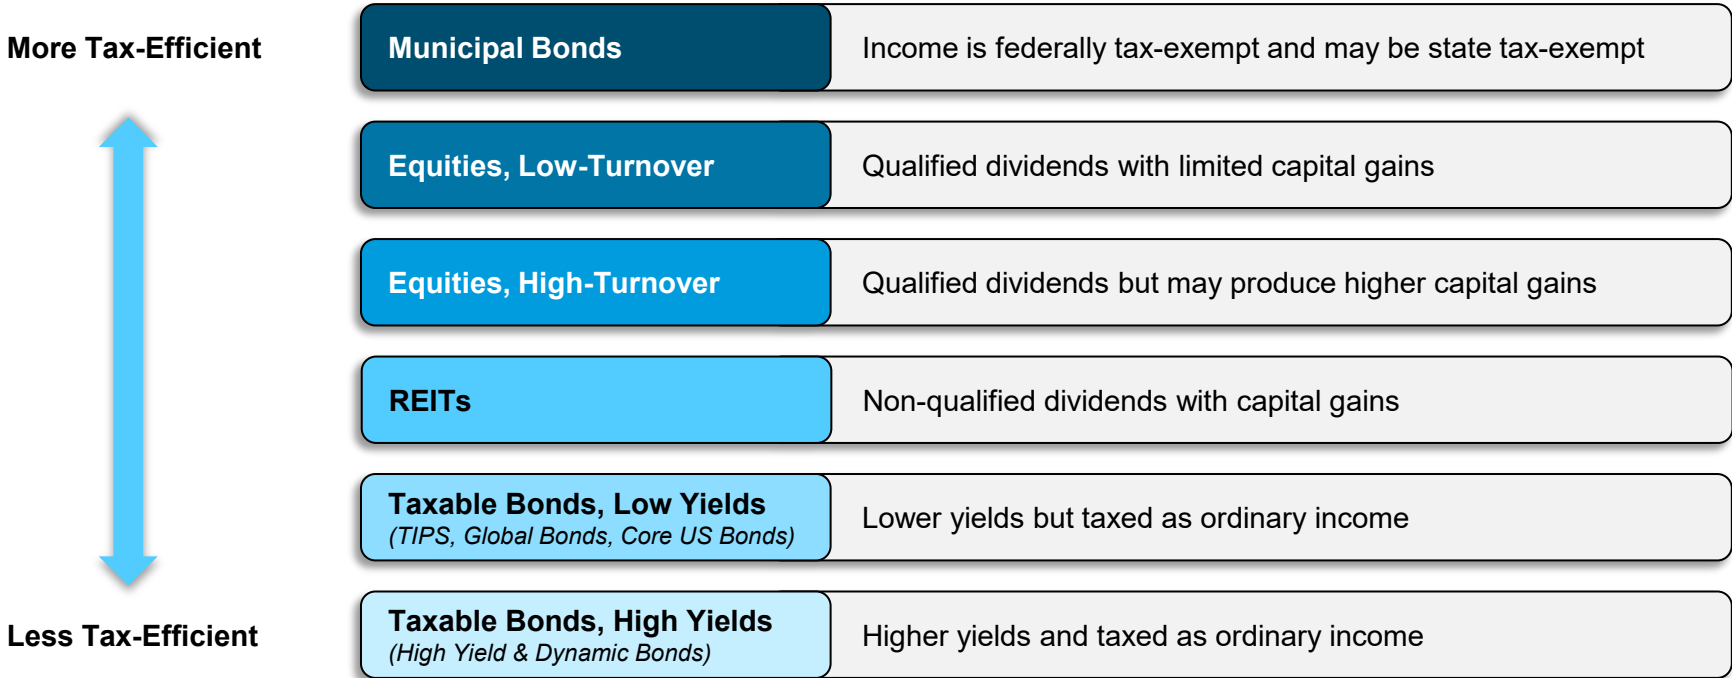 More Tax-Efficient
Municipal Bonds
Income is federally tax-exempt and may be state tax-exempt
Equities, Low-Turnover
Qualified dividends with limited capital gains
Equities, High-Turnover
Qualified dividends but may produce higher capital gains
REITs
Non-qualified dividends with capital gains
Taxable Bonds, Low Yields
(TIPS, Global Bonds, Core US Bonds)
Lower yields but taxed as ordinary income
Less Tax-Efficient
Taxable Bonds, High Yields
(High Yield & Dynamic Bonds)
Higher yields and taxed as ordinary income